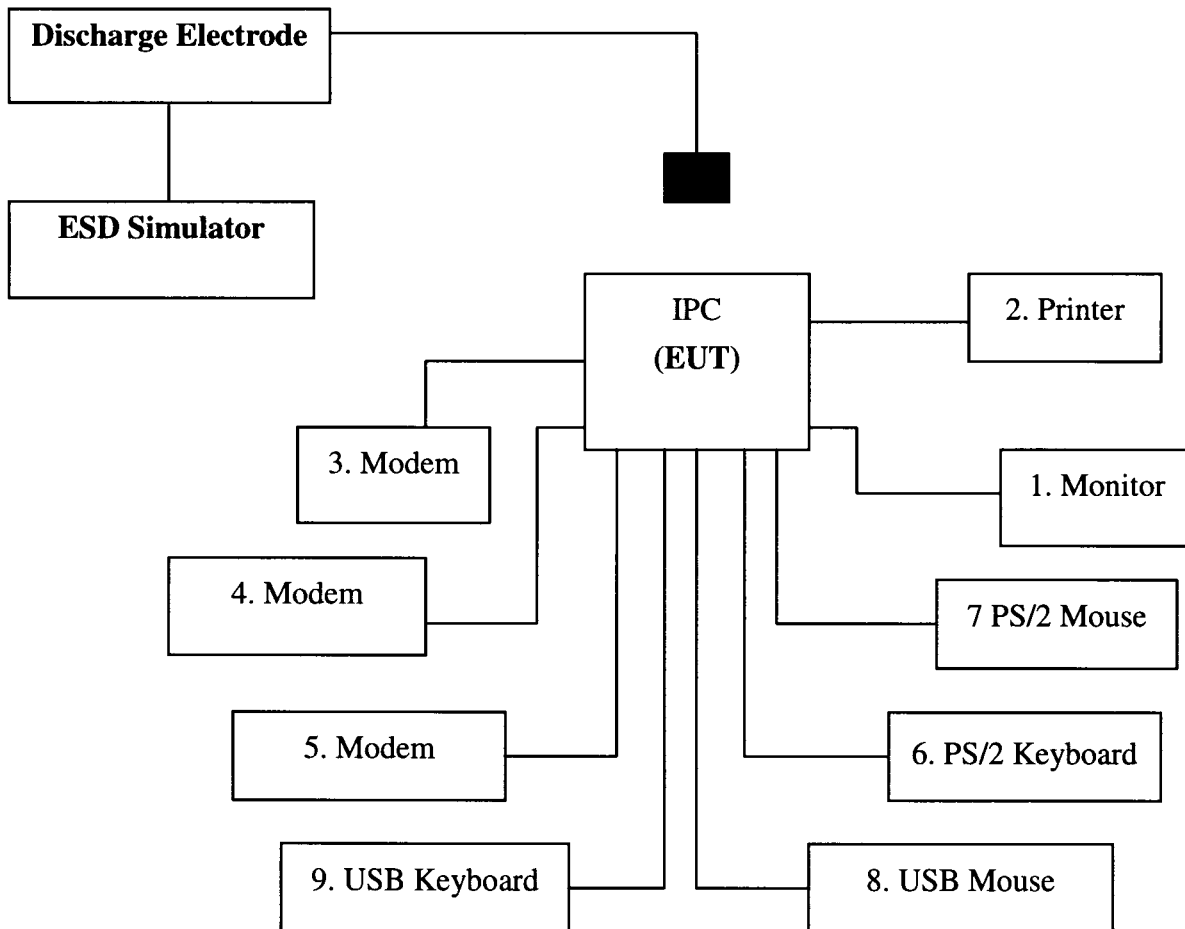 Discharge Electrode
ESD Simulator
IPC
(EUT)
2. Printer
3. Modem
1. Monitor
4. Modem
7 PS/2 Mouse
5. Modem
6. PS/2 Keyboard
9. USB Keyboard
8. USB Mouse